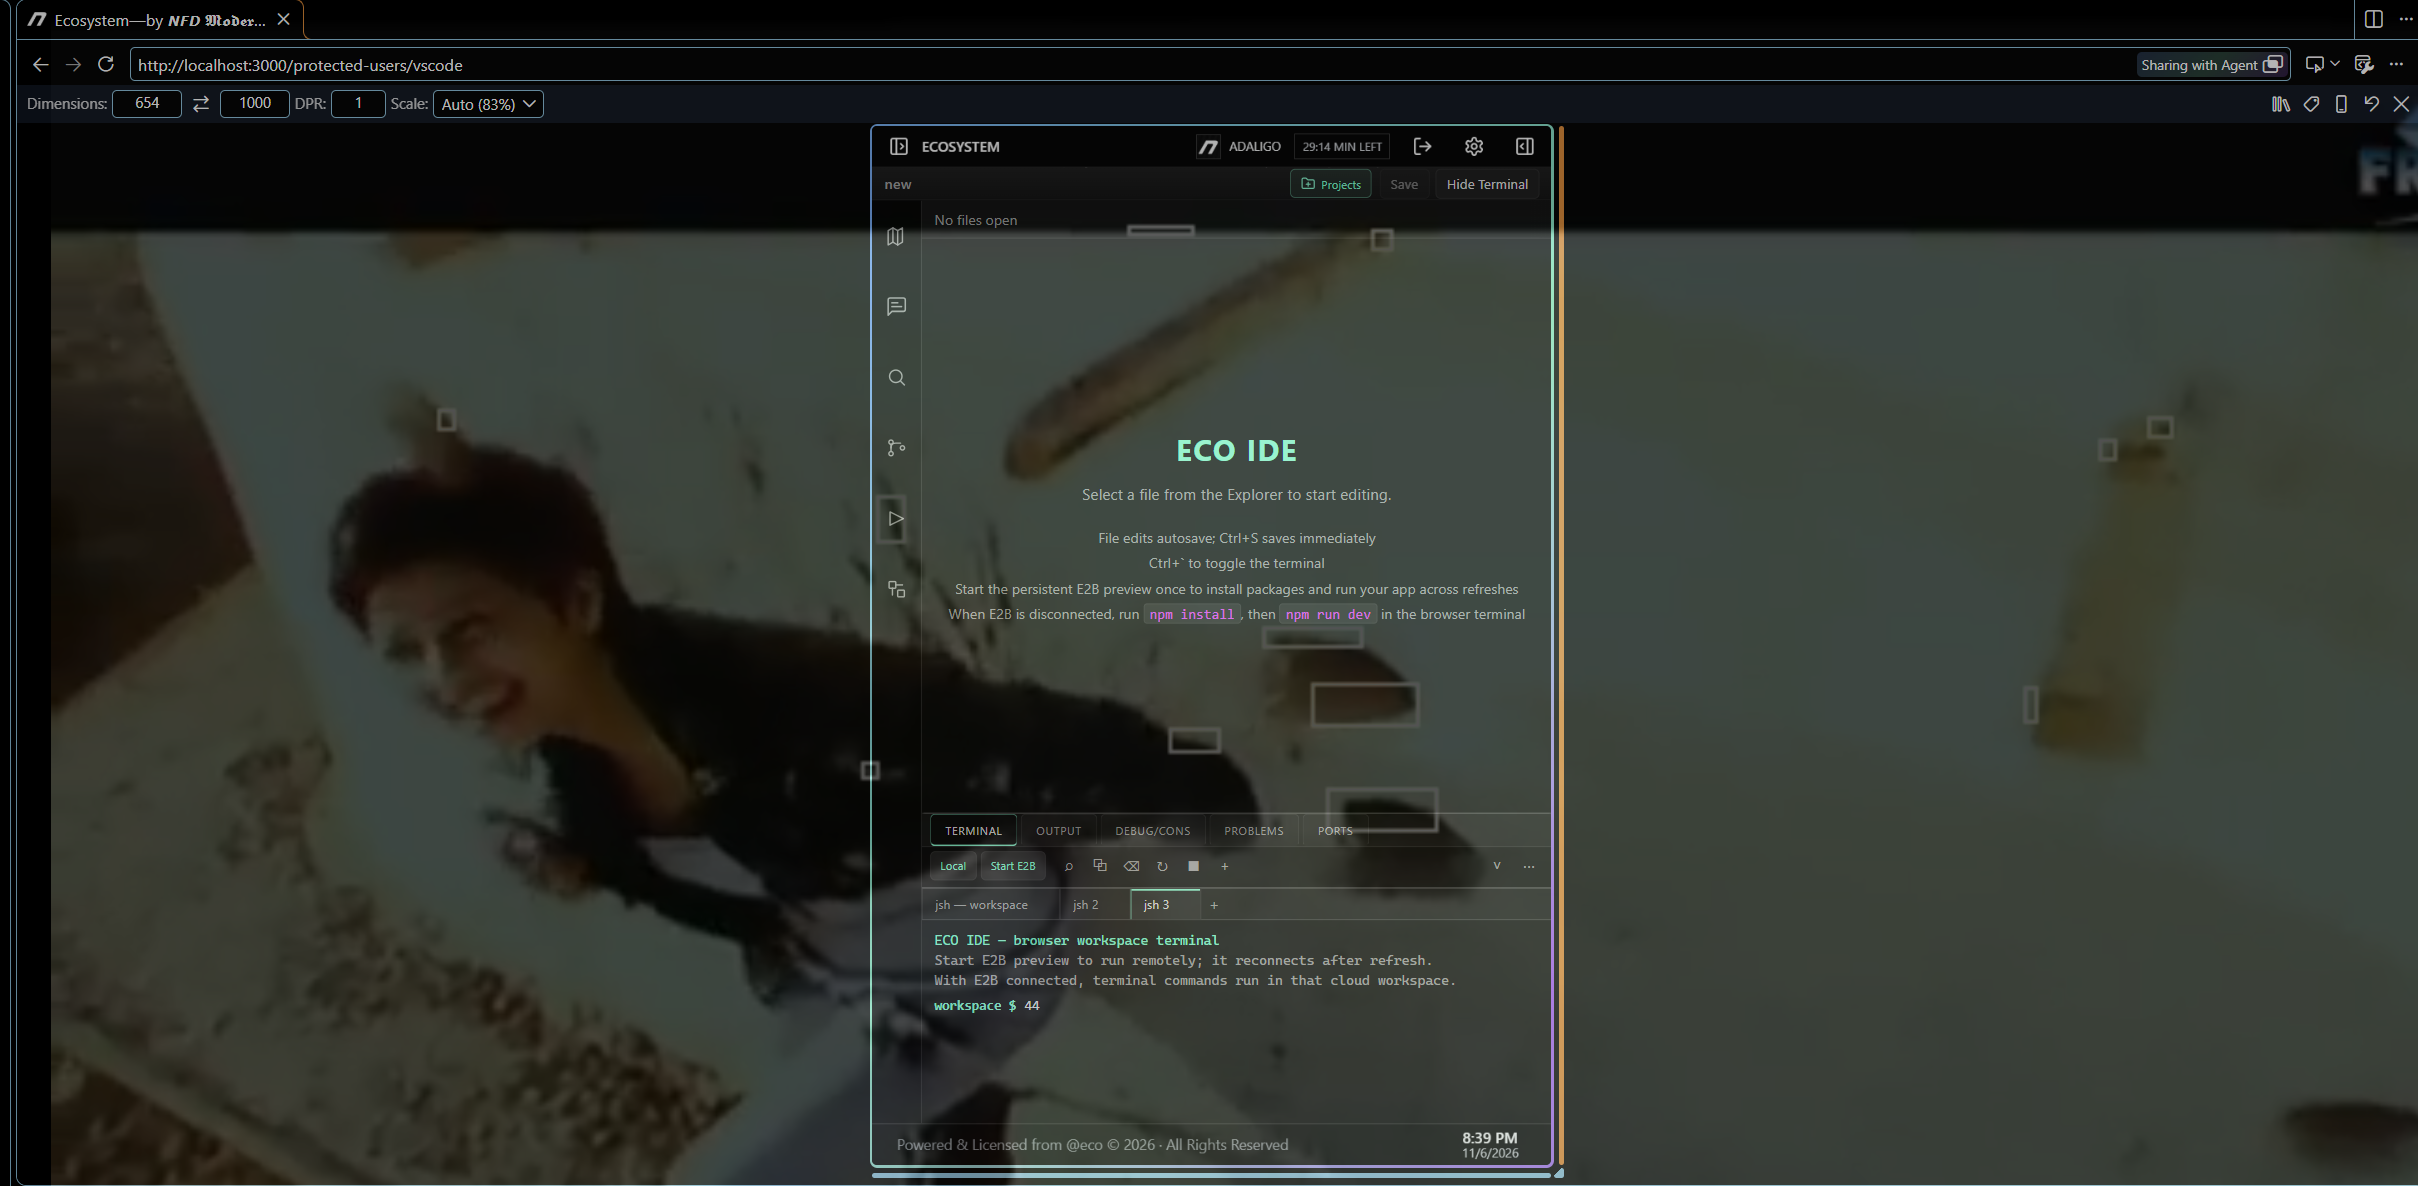 Ecosystem—by NFD Moder...
http://localhost:3000/protected-users/vscode
Sharing with Agent
Dimensions: 654 1000 DPR: 1 Scale: Auto (83%)
FR
ECOSYSTEM
ADALIGO
29:14 MIN LEFT
new
Projects
Save
Hide Terminal
No files open
ECO IDE
Select a file from the Explorer to start editing.
File edits autosave; Ctrl+S saves immediately
Ctrl+` to toggle the terminal
Start the persistent E2B preview once to install packages and run your app across refreshes
When E2B is disconnected, run npm install, then npm run dev in the browser terminal
TERMINAL OUTPUT DEBUG/CONS PROBLEMS PORTS
Local Start E2B
jsh — workspace jsh 2 jsh 3 +
ECO IDE — browser workspace terminal
Start E2B preview to run remotely; it reconnects after refresh.
With E2B connected, terminal commands run in that cloud workspace.
workspace $ 44
Powered & Licensed from @eco © 2026 · All Rights Reserved
8:39 PM
11/6/2026